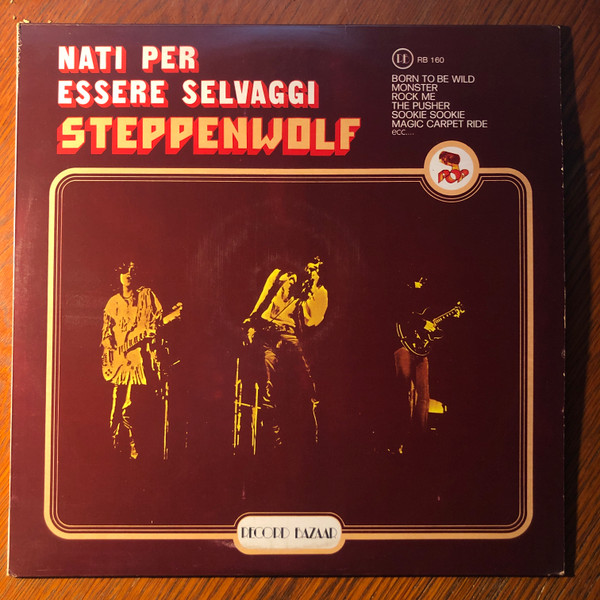 NATI PER
ESSERE SELVAGGI
STEPPENWOLF
RB
RB 160
BORN TO BE WILD
MONSTER
ROCK ME
THE PUSHER
SOOKIE SOOKIE
MAGIC CARPET RIDE
ecc....
POP
RECORD BAZAAR